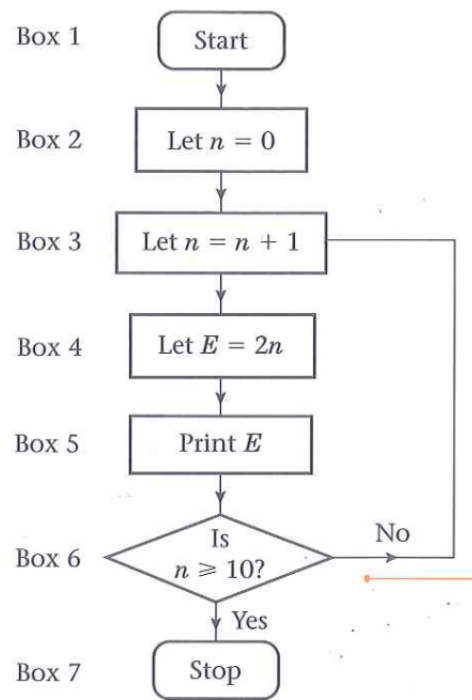 Box 1
Start
Box 2
Let n = 0
Box 3
Let n = n + 1
Box 4
Let E = 2n
Box 5
Print E
Box 6
Is
n ⩾ 10?
No
Yes
Box 7
Stop